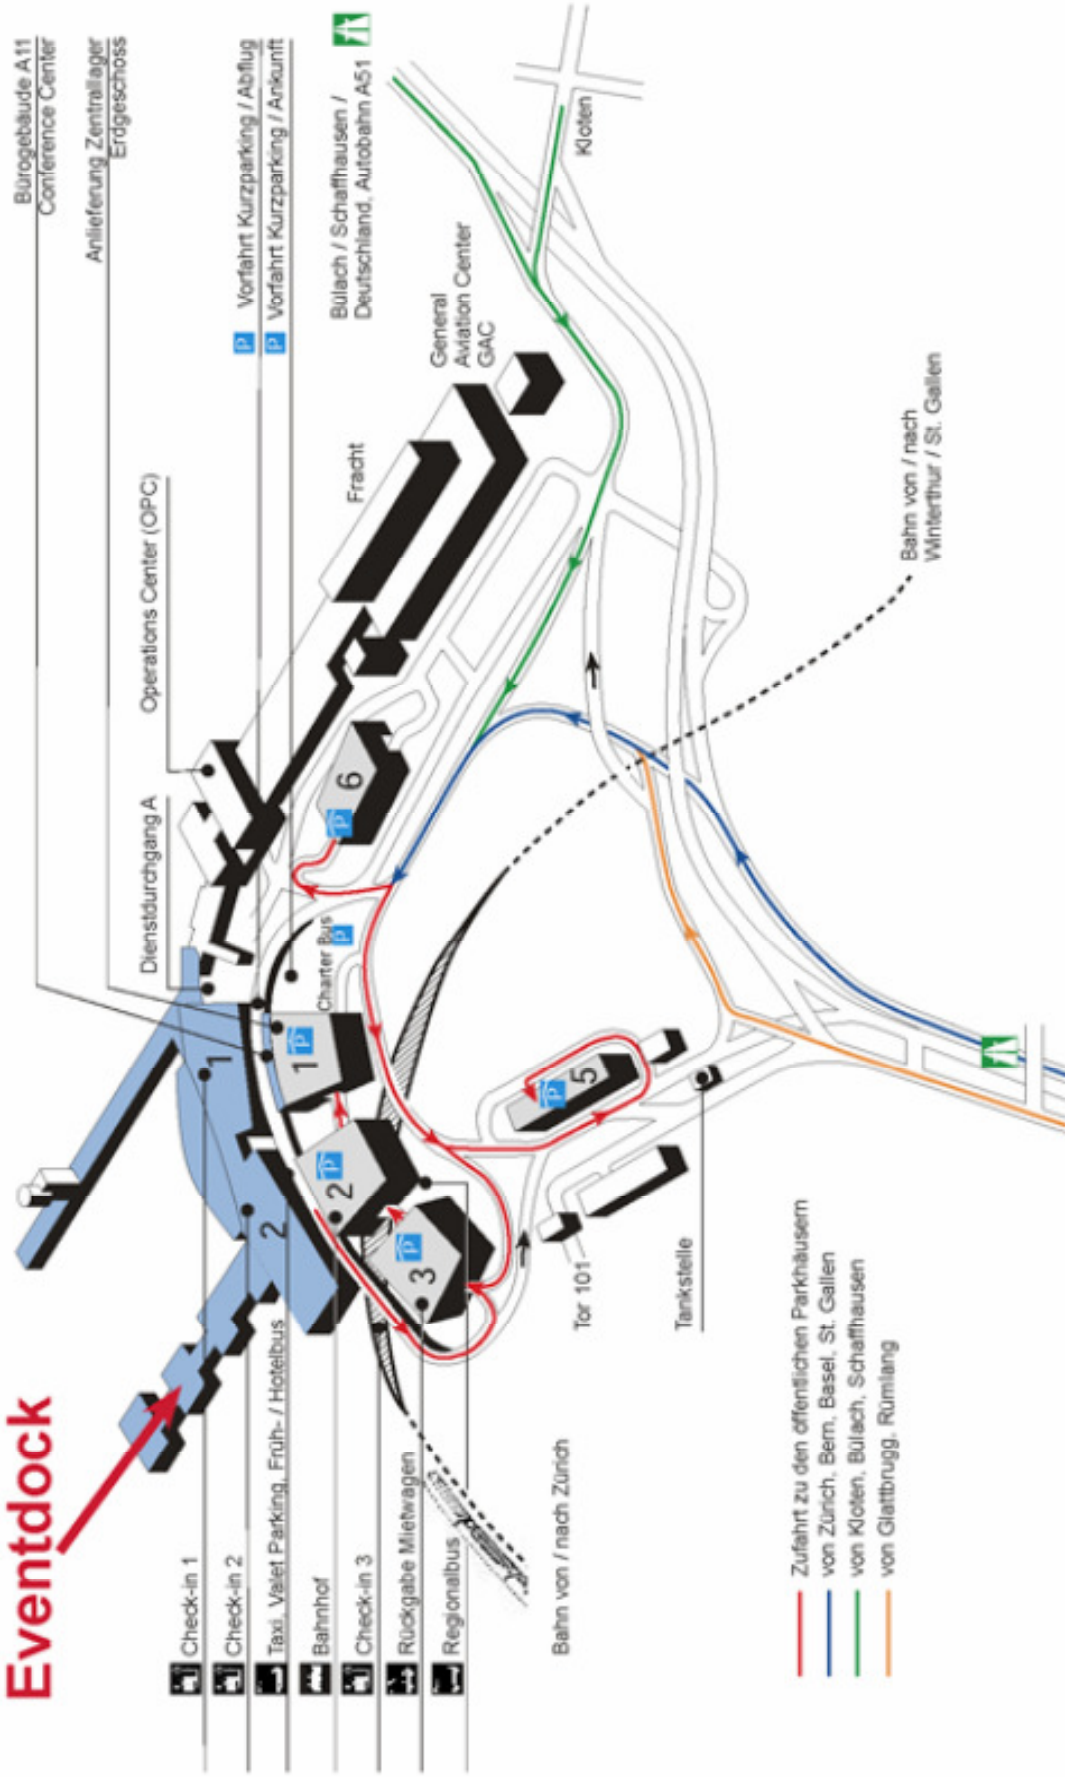 Eventdock
Check-in 1
Check-in 2
Taxi, Valet Parking, Früh- / Hotelbus
Bahnhof
Check-in 3
Rückgabe Mietwagen
Regionalbus
Bahn von / nach Zürich
Bürogebäude A11
Conference Center
Anlieferung Zentrallager
Erdgeschoss
Dienstdurchgang A
Operations Center (OPC)
P Vorfahrt Kurzparking / Abflug
P Vorfahrt Kurzparking / Ankunft
Bülach / Schaffhausen /
Deutschland, Autobahn A51
General
Aviation Center
GAC
Fracht
Kloten
1
2
Charter Bus
P
P
1
P
2
P
3
P
5
P
6
Bahn von / nach
Winterthur / St. Gallen
Tor 101
Tankstelle
Zufahrt zu den öffentlichen Parkhäusern
von Zürich, Bern, Basel, St. Gallen
von Kloten, Bülach, Schaffhausen
von Glattbrugg, Rümlang